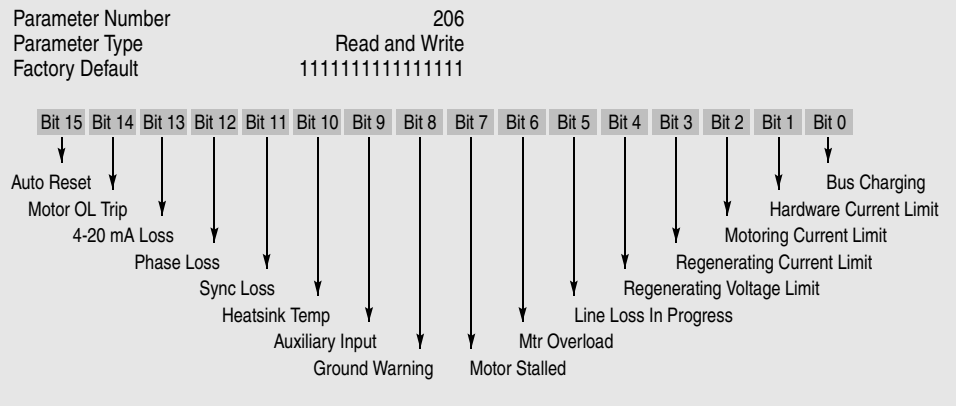 Parameter Number 206
Parameter Type Read and Write
Factory Default 1111111111111111
Bit 15 Bit 14 Bit 13 Bit 12 Bit 11 Bit 10 Bit 9 Bit 8 Bit 7 Bit 6 Bit 5 Bit 4 Bit 3 Bit 2 Bit 1 Bit 0
Auto Reset Bus Charging
Motor OL Trip Hardware Current Limit
4-20 mA Loss Motoring Current Limit
Phase Loss Regenerating Current Limit
Sync Loss Regenerating Voltage Limit
Heatsink Temp Line Loss In Progress
Auxiliary Input Mtr Overload
Ground Warning Motor Stalled